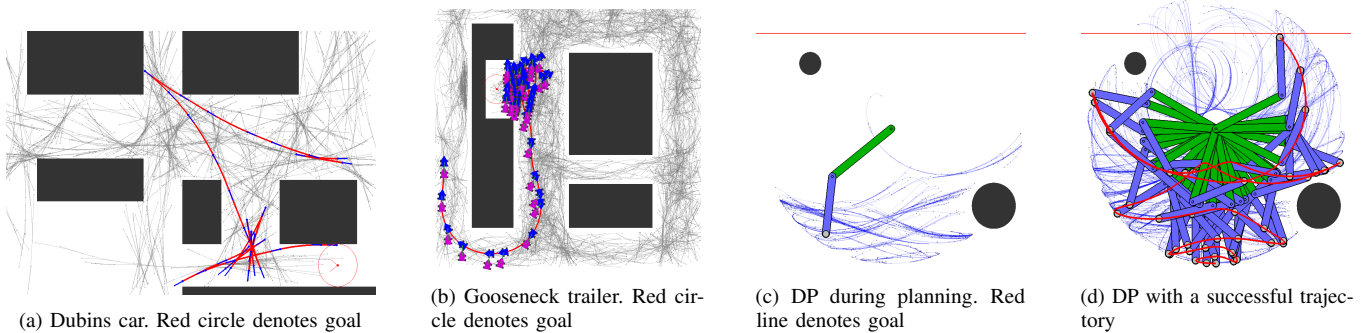 (a) Dubins car. Red circle denotes goal
(b) Gooseneck trailer. Red cir-
cle denotes goal
(c) DP during planning. Red
line denotes goal
(d) DP with a successful trajec-
tory